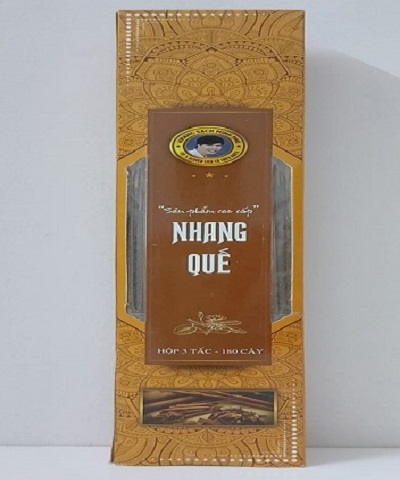 "Sản phẩm cao cấp"
NHANG
QUẾ
HỘP 3 TẤC - 180 CÂY